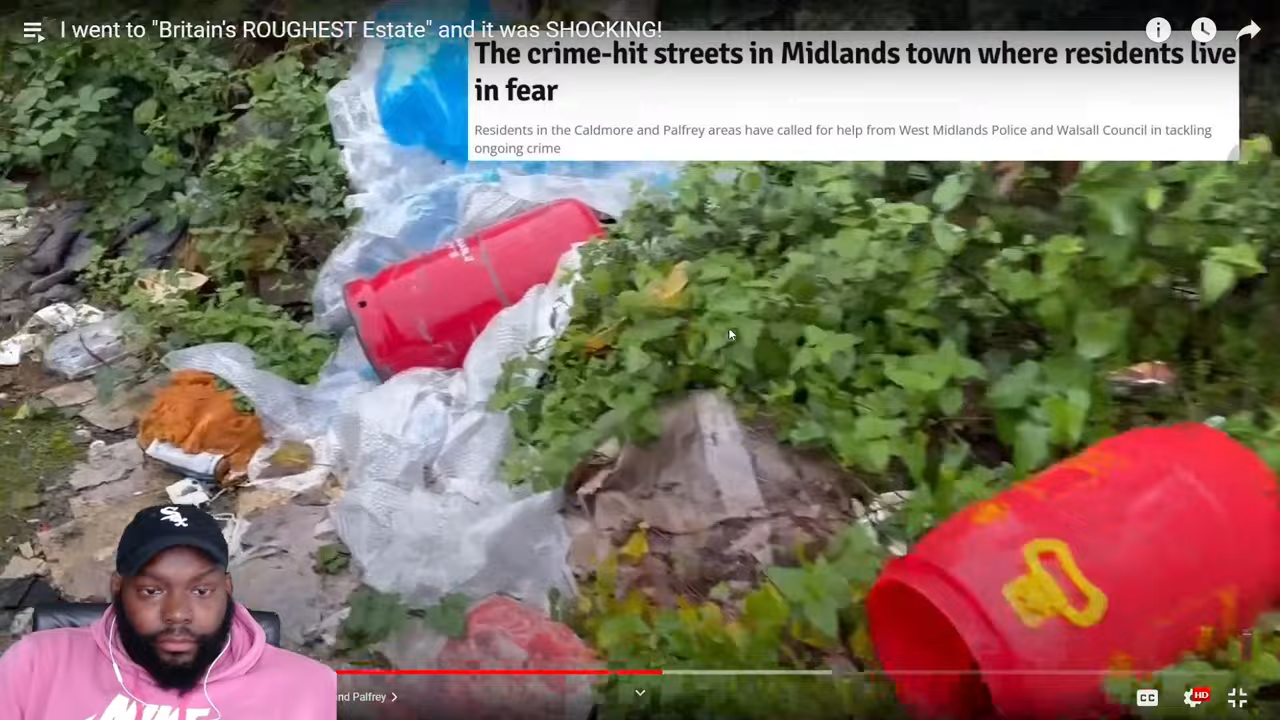 I went to "Britain's ROUGHEST Estate" and it was SHOCKING!
The crime-hit streets in Midlands town where residents live
in fear
Residents in the Caldmore and Palfrey areas have called for help from West Midlands Police and Walsall Council in tackling
ongoing crime
nd Palfrey
CC
HD